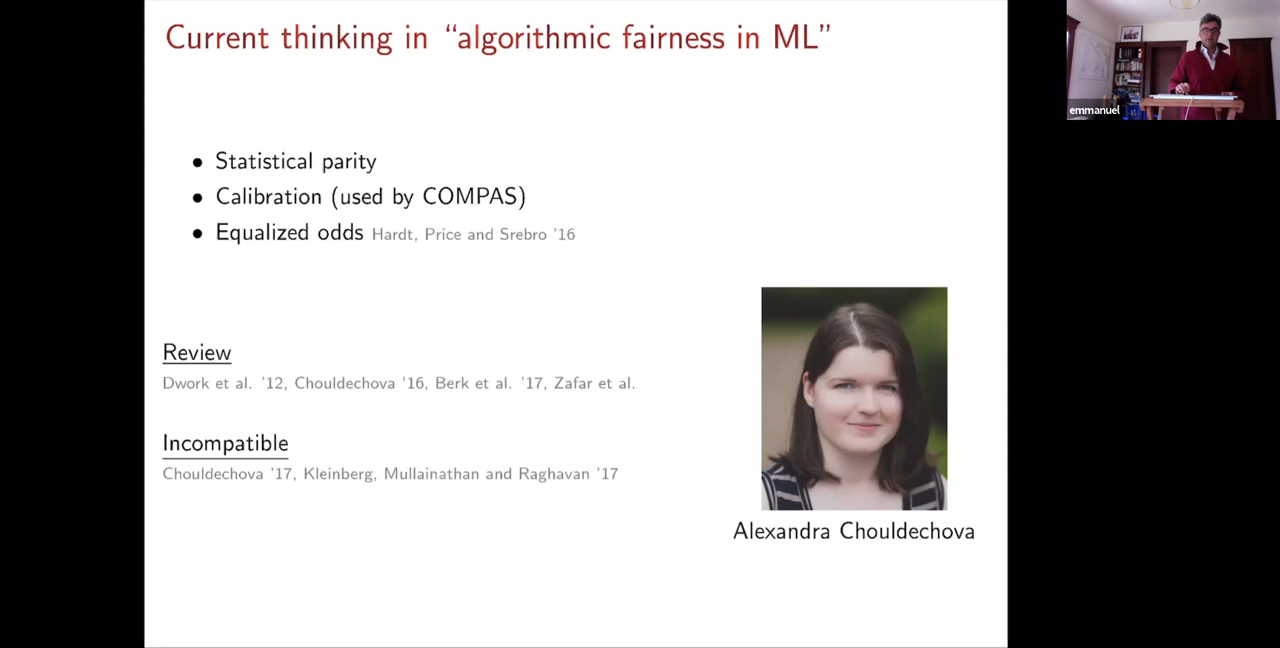 Current thinking in “algorithmic fairness in ML”
emmanuel
• Statistical parity
• Calibration (used by COMPAS)
• Equalized odds Hardt, Price and Srebro '16
Review
Dwork et al. '12, Chouldechova '16, Berk et al. '17, Zafar et al.
Incompatible
Chouldechova '17, Kleinberg, Mullainathan and Raghavan '17
Alexandra Chouldechova